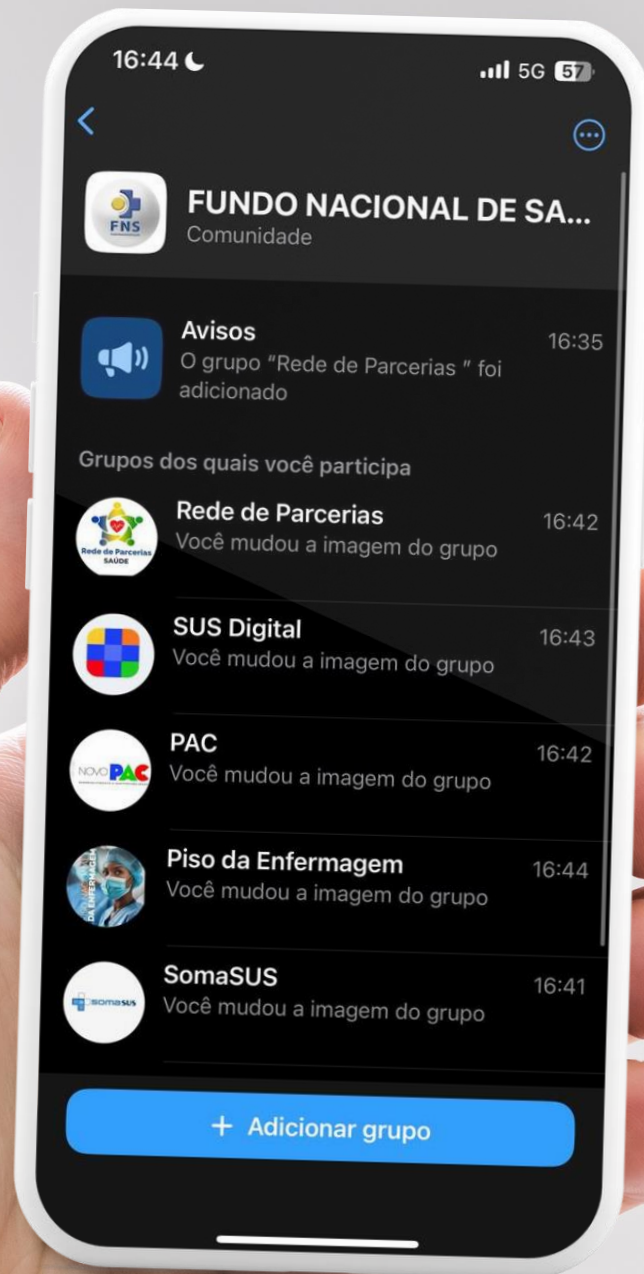 16:44
5G 57
FNS
FUNDO NACIONAL DE SA...
Comunidade
Avisos
16:35
O grupo “Rede de Parcerias ” foi
adicionado
Grupos dos quais você participa
Rede de Parcerias
SAÚDE
Rede de Parcerias
16:42
Você mudou a imagem do grupo
SUS Digital
16:43
Você mudou a imagem do grupo
NOVO PAC
PAC
16:42
Você mudou a imagem do grupo
DA ENFERMAGEM
Piso da Enfermagem
16:44
Você mudou a imagem do grupo
somasus
SomaSUS
16:41
Você mudou a imagem do grupo
+ Adicionar grupo